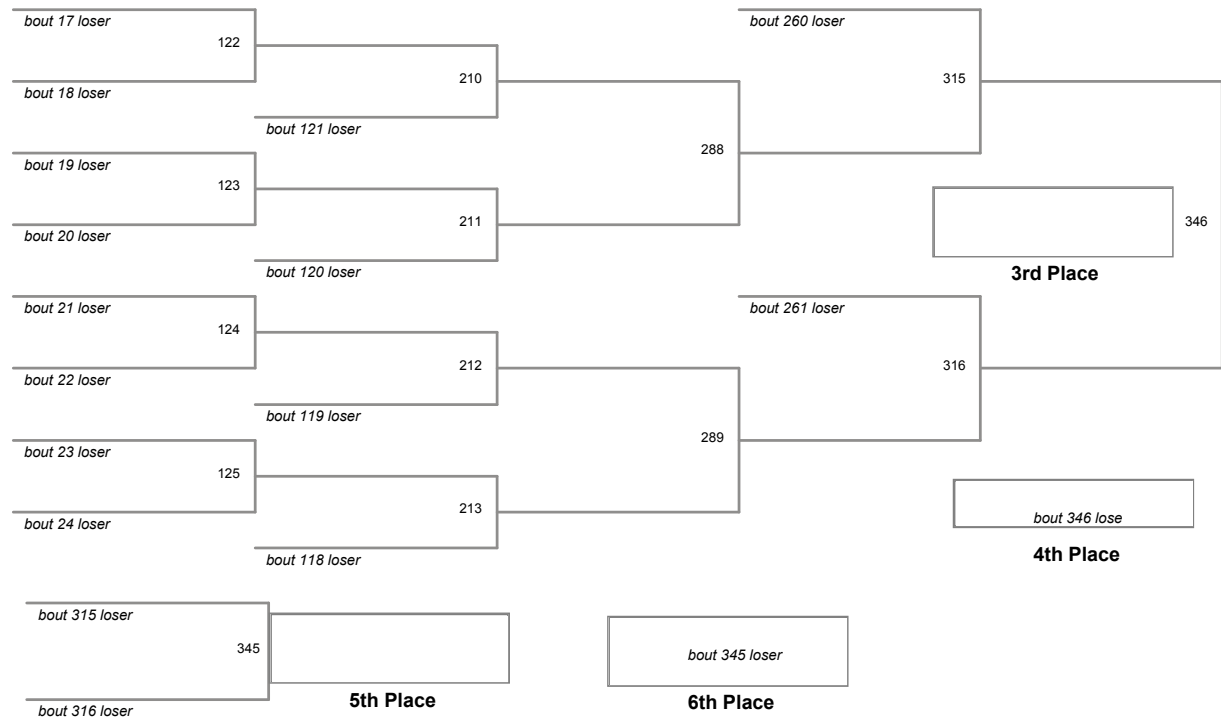 bout 17 loser
bout 260 loser
122
210
315
bout 18 loser
bout 121 loser
288
bout 19 loser
123
346
211
bout 20 loser
bout 120 loser
3rd Place
bout 21 loser
bout 261 loser
124
212
316
bout 22 loser
bout 119 loser
289
bout 23 loser
125
213
bout 24 loser
bout 346 lose
bout 118 loser
4th Place
bout 315 loser
345
bout 345 loser
5th Place
6th Place
bout 316 loser